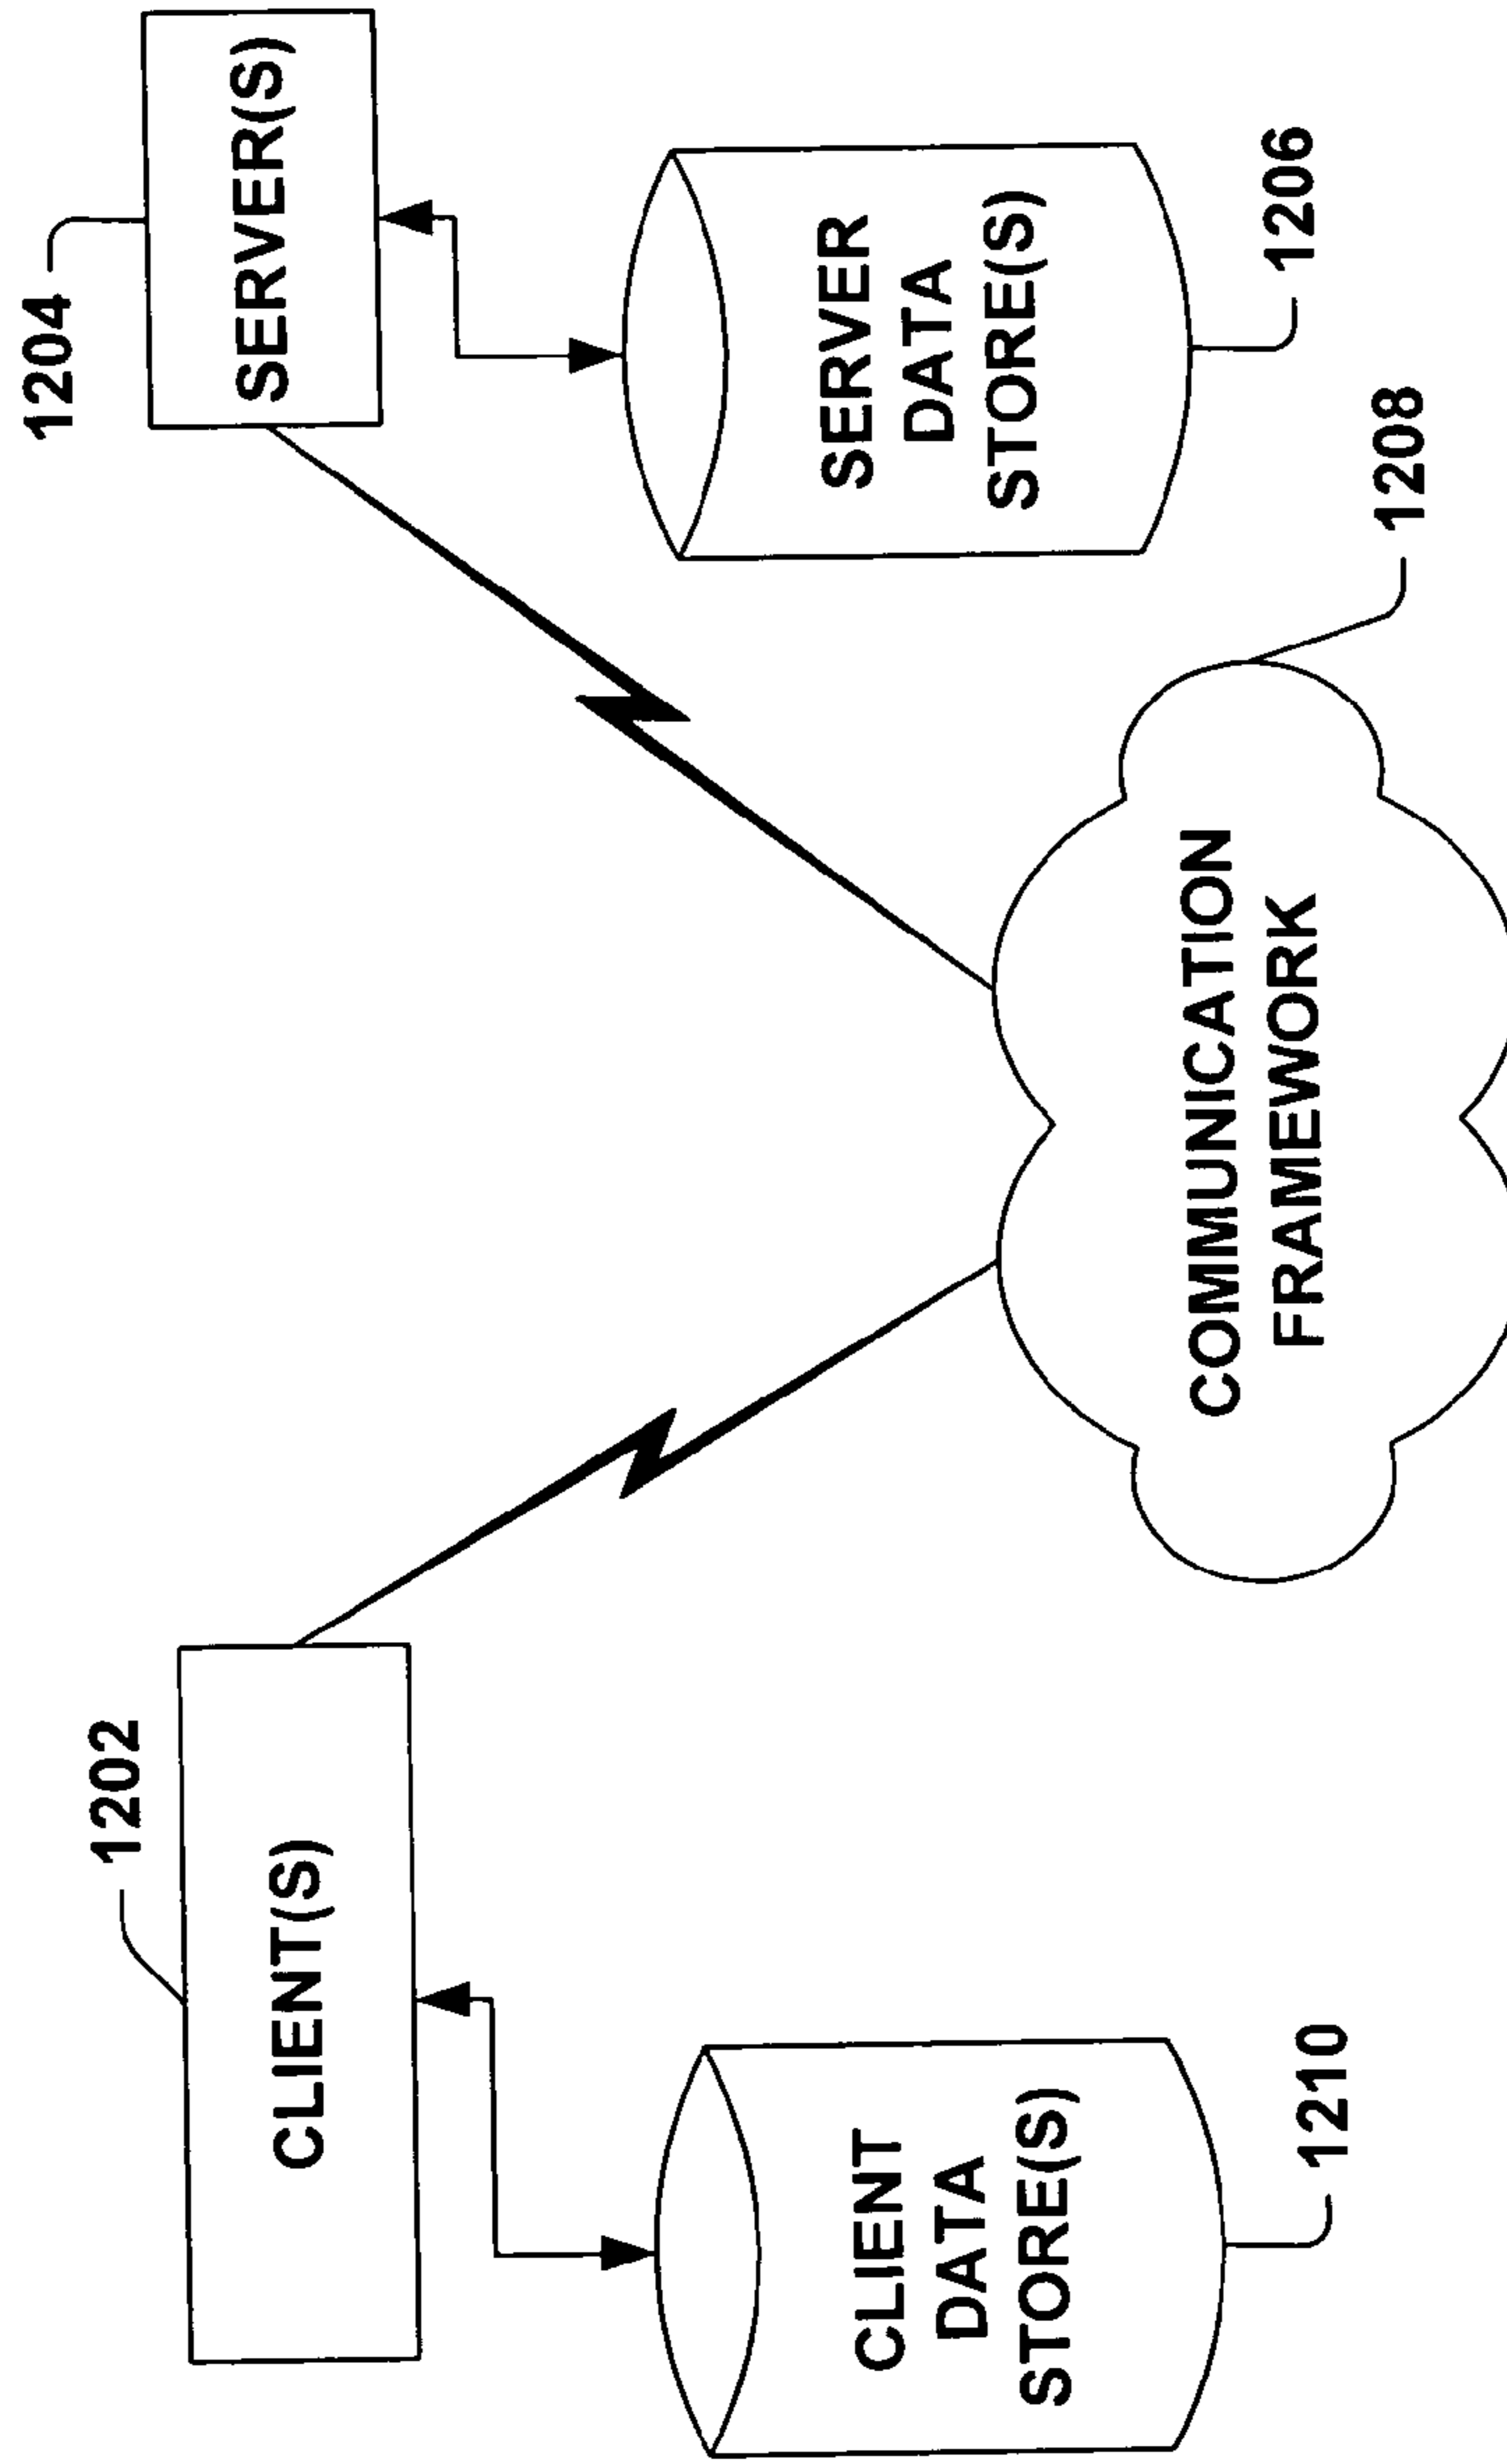 1202
CLIENT(S)
CLIENT
DATA
STORE(S)
1210
1204
SERVER(S)
SERVER
DATA
STORE(S)
1206
COMMUNICATION
FRAMEWORK
1208